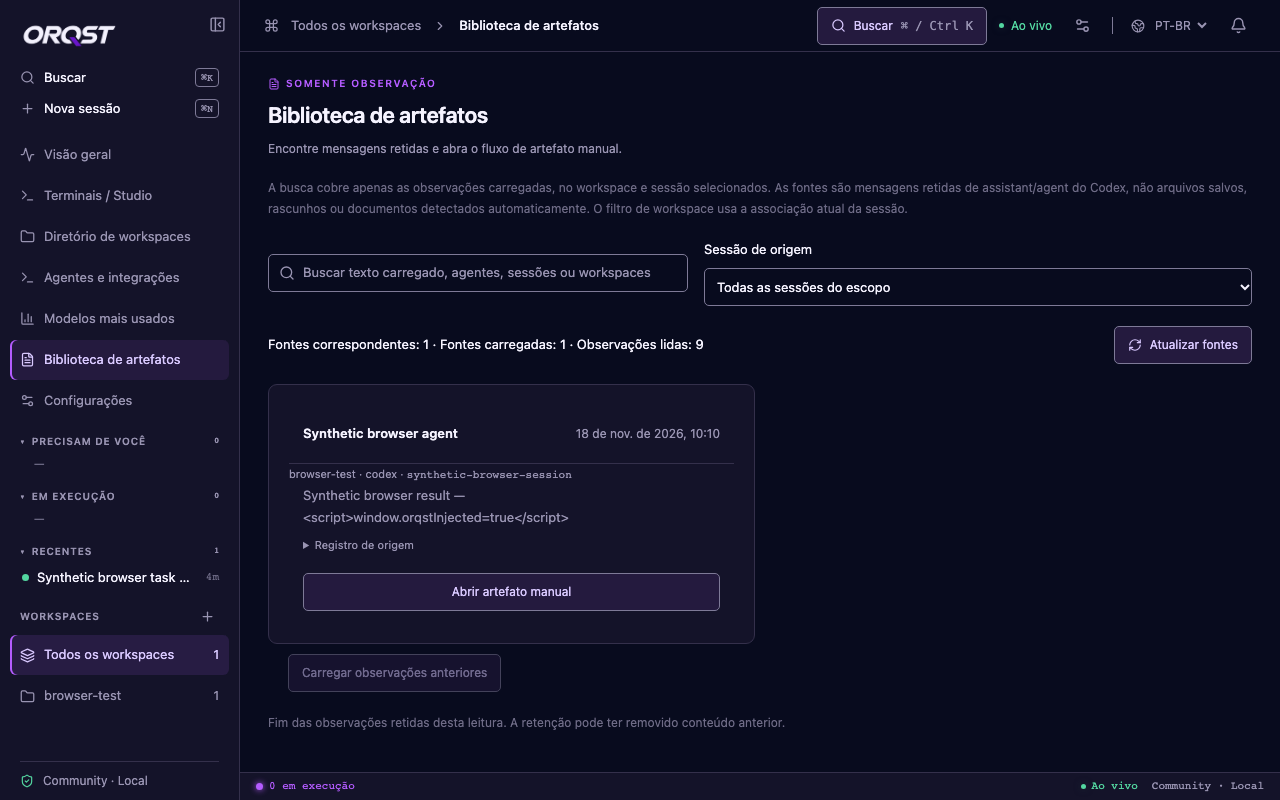 ORQST
Buscar ⌘K
Nova sessão ⌘N
Visão geral
Terminais / Studio
Diretório de workspaces
Agentes e integrações
Modelos mais usados
Biblioteca de artefatos
Configurações
PRECISAM DE VOCÊ 0
—
EM EXECUÇÃO 0
—
RECENTES 1
Synthetic browser task ... 4m
WORKSPACES
Todos os workspaces 1
browser-test 1
Community · Local
Todos os workspaces > Biblioteca de artefatos
Buscar ⌘ / Ctrl K
Ao vivo
PT-BR
SOMENTE OBSERVAÇÃO
Biblioteca de artefatos
Encontre mensagens retidas e abra o fluxo de artefato manual.
A busca cobre apenas as observações carregadas, no workspace e sessão selecionados. As fontes são mensagens retidas de assistant/agent do Codex, não arquivos salvos,
rascunhos ou documentos detectados automaticamente. O filtro de workspace usa a associação atual da sessão.
Buscar texto carregado, agentes, sessões ou workspaces
Sessão de origem
Todas as sessões do escopo
Fontes correspondentes: 1 · Fontes carregadas: 1 · Observações lidas: 9
Atualizar fontes
Synthetic browser agent 18 de nov. de 2026, 10:10
browser-test · codex · synthetic-browser-session
Synthetic browser result —
<script>window.orqstInjected=true</script>
Registro de origem
Abrir artefato manual
Carregar observações anteriores
Fim das observações retidas desta leitura. A retenção pode ter removido conteúdo anterior.
0 em execução
Ao vivo Community · Local